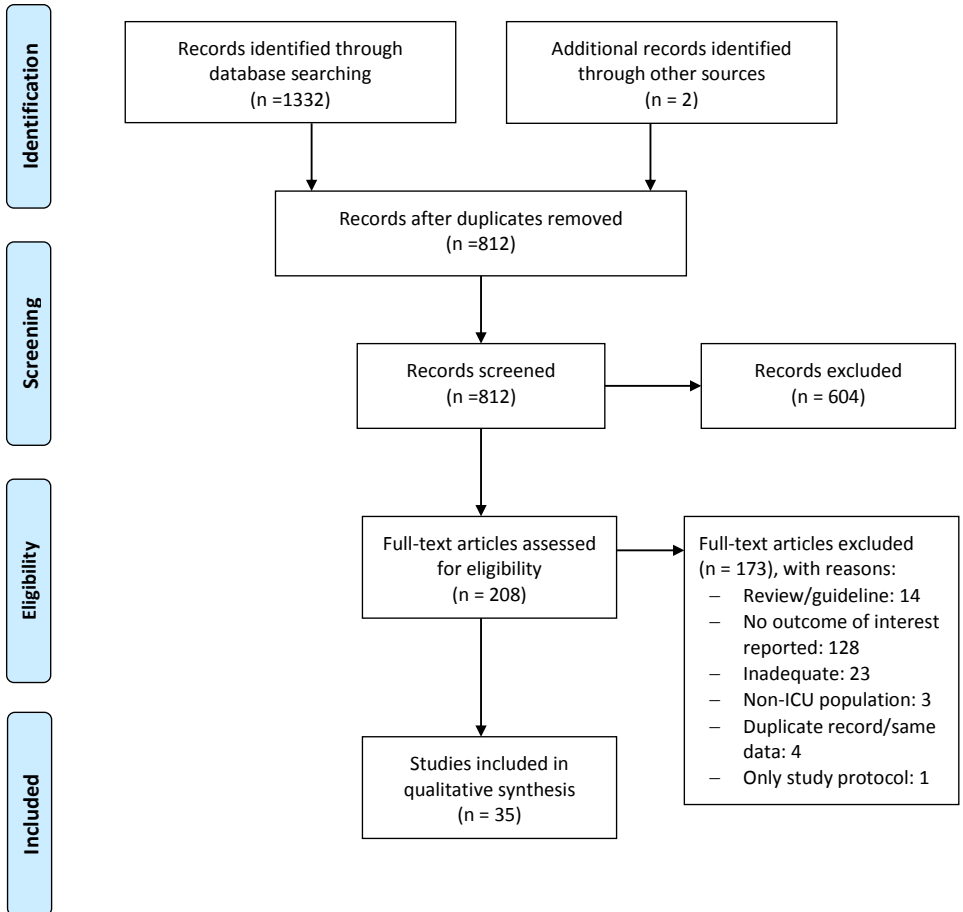 Identification
Records identified through
database searching
(n =1332)
Additional records identified
through other sources
(n = 2)
Records after duplicates removed
(n =812)
Screening
Records screened
(n =812)
Records excluded
(n = 604)
Eligibility
Full-text articles assessed
for eligibility
(n = 208)
Full-text articles excluded
(n = 173), with reasons:
– Review/guideline: 14
– No outcome of interest
reported: 128
– Inadequate: 23
– Non-ICU population: 3
– Duplicate record/same
data: 4
– Only study protocol: 1
Included
Studies included in
qualitative synthesis
(n = 35)